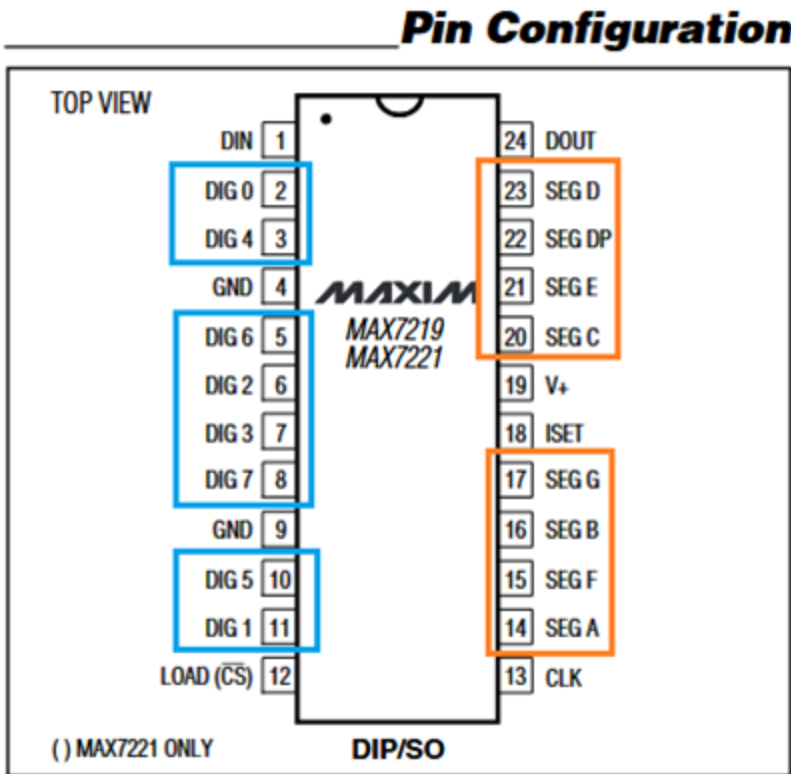 Pin Configuration
TOP VIEW
DIN 1
24 DOUT
DIG 0 2
23 SEG D
DIG 4 3
22 SEG DP
GND 4
MAXIM
21 SEG E
DIG 6 5
MAX7219
20 SEG C
MAX7221
DIG 2 6
19 V+
DIG 3 7
18 ISET
DIG 7 8
17 SEG G
GND 9
16 SEG B
DIG 5 10
15 SEG F
DIG 1 11
14 SEG A
LOAD (C̅S̅) 12
13 CLK
( ) MAX7221 ONLY
DIP/SO